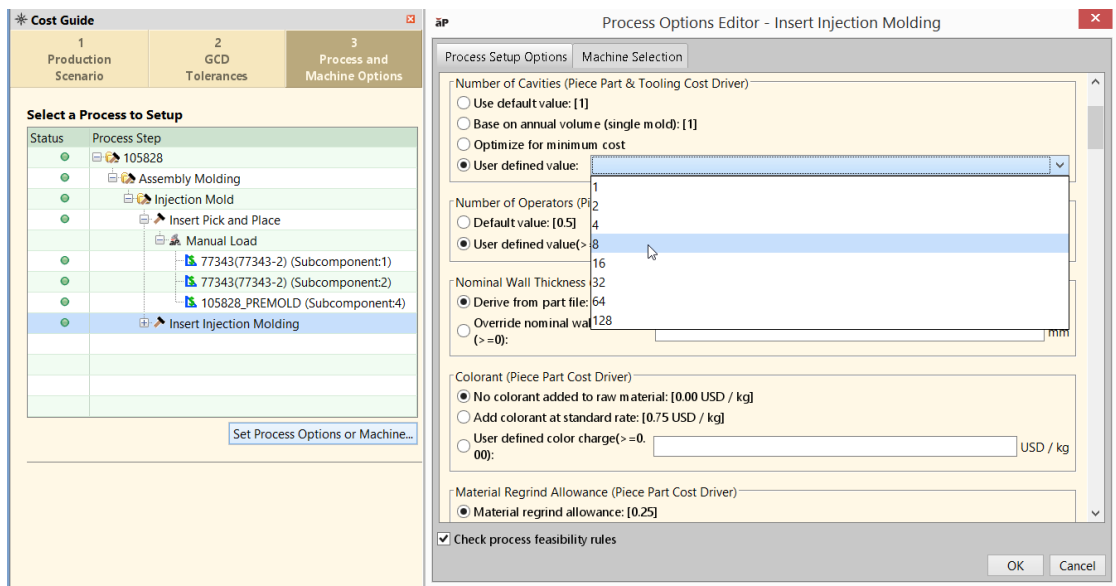 Cost Guide
1
Production
Scenario
2
GCD
Tolerances
3
Process and
Machine Options
Select a Process to Setup
Status Process Step
105828
Assembly Molding
Injection Mold
Insert Pick and Place
Manual Load
77343(77343-2) (Subcomponent:1)
77343(77343-2) (Subcomponent:2)
105828_PREMOLD (Subcomponent:4)
Insert Injection Molding
Set Process Options or Machine...
āP Process Options Editor - Insert Injection Molding
Process Setup Options Machine Selection
Number of Cavities (Piece Part & Tooling Cost Driver)
Use default value: [1]
Base on annual volume (single mold): [1]
Optimize for minimum cost
User defined value:
1
2
4
8
16
32
64
128
Number of Operators (Pi
Default value: [0.5]
User defined value(>=
Nominal Wall Thickness
Derive from part file:
Override nominal wal
(>=0):
mm
Colorant (Piece Part Cost Driver)
No colorant added to raw material: [0.00 USD / kg]
Add colorant at standard rate: [0.75 USD / kg]
User defined color charge(>=0.
00):
USD / kg
Material Regrind Allowance (Piece Part Cost Driver)
Material regrind allowance: [0.25]
Check process feasibility rules
OK Cancel